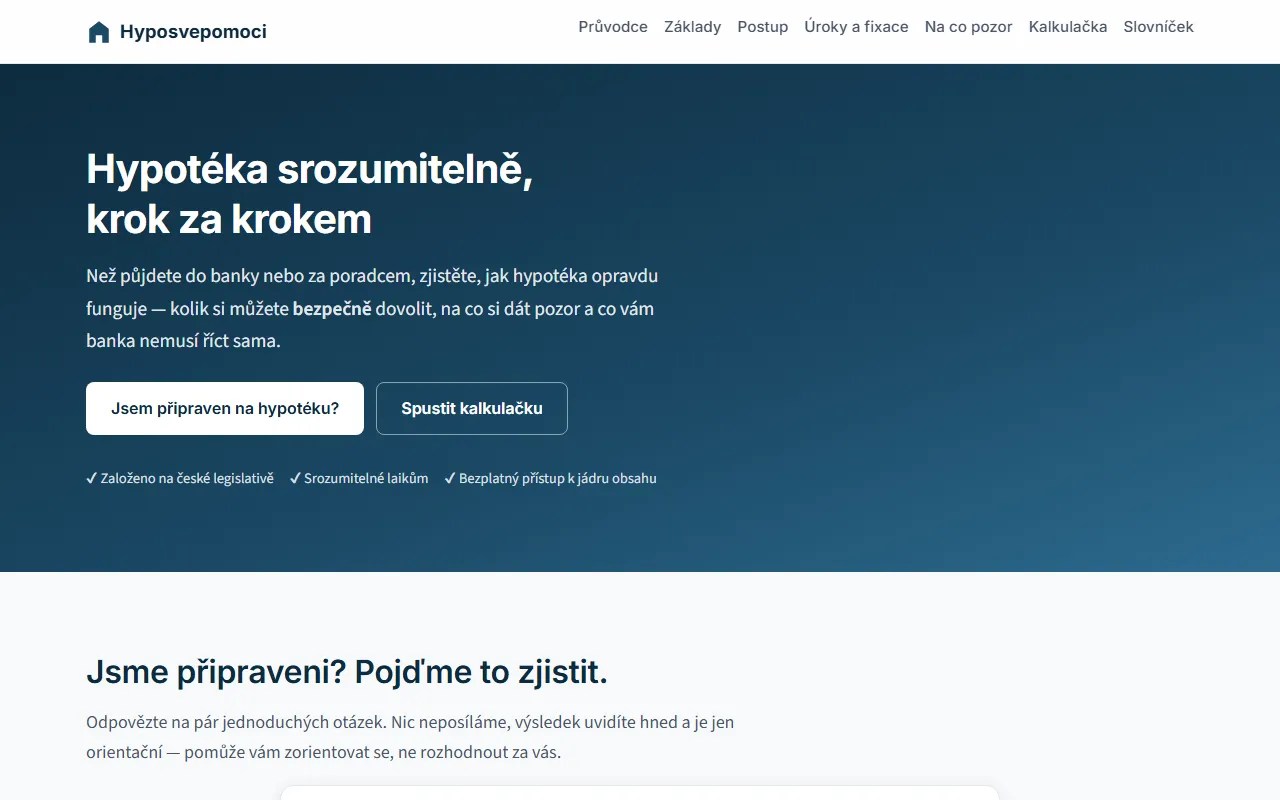 Hyposvepomoci
Průvodce Základy Postup Úroky a fixace Na co pozor Kalkulačka Slovníček
Hypotéka srozumitelně,
krok za krokem
Než půjdete do banky nebo za poradcem, zjistěte, jak hypotéka opravdu
funguje — kolik si můžete bezpečně dovolit, na co si dát pozor a co vám
banka nemusí říct sama.
Jsem připraven na hypotéku? Spustit kalkulačku
✓ Založeno na české legislativě ✓ Srozumitelné laikům ✓ Bezplatný přístup k jádru obsahu
Jsme připraveni? Pojďme to zjistit.
Odpovězte na pár jednoduchých otázek. Nic neposíláme, výsledek uvidíte hned a je jen
orientační — pomůže vám zorientovat se, ne rozhodnout za vás.